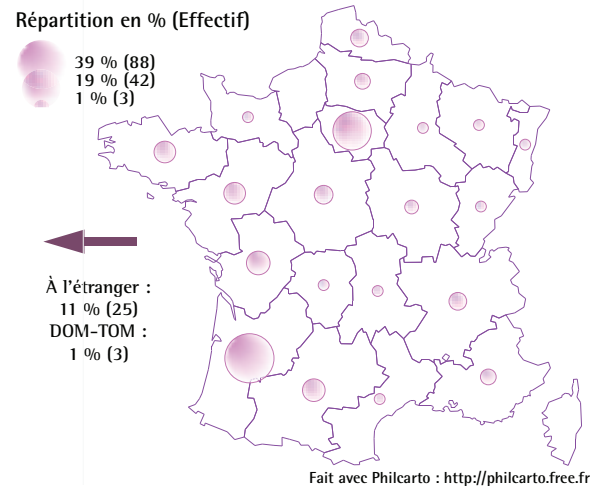 Répartition en % (Effectif)
39 % (88)
19 % (42)
1 % (3)
À l'étranger :
11 % (25)
DOM-TOM :
1 % (3)
Fait avec Philcarto : http://philcarto.free.fr